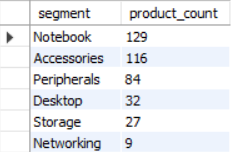 segment product_count
Notebook 129
Accessories 116
Peripherals 84
Desktop 32
Storage 27
Networking 9